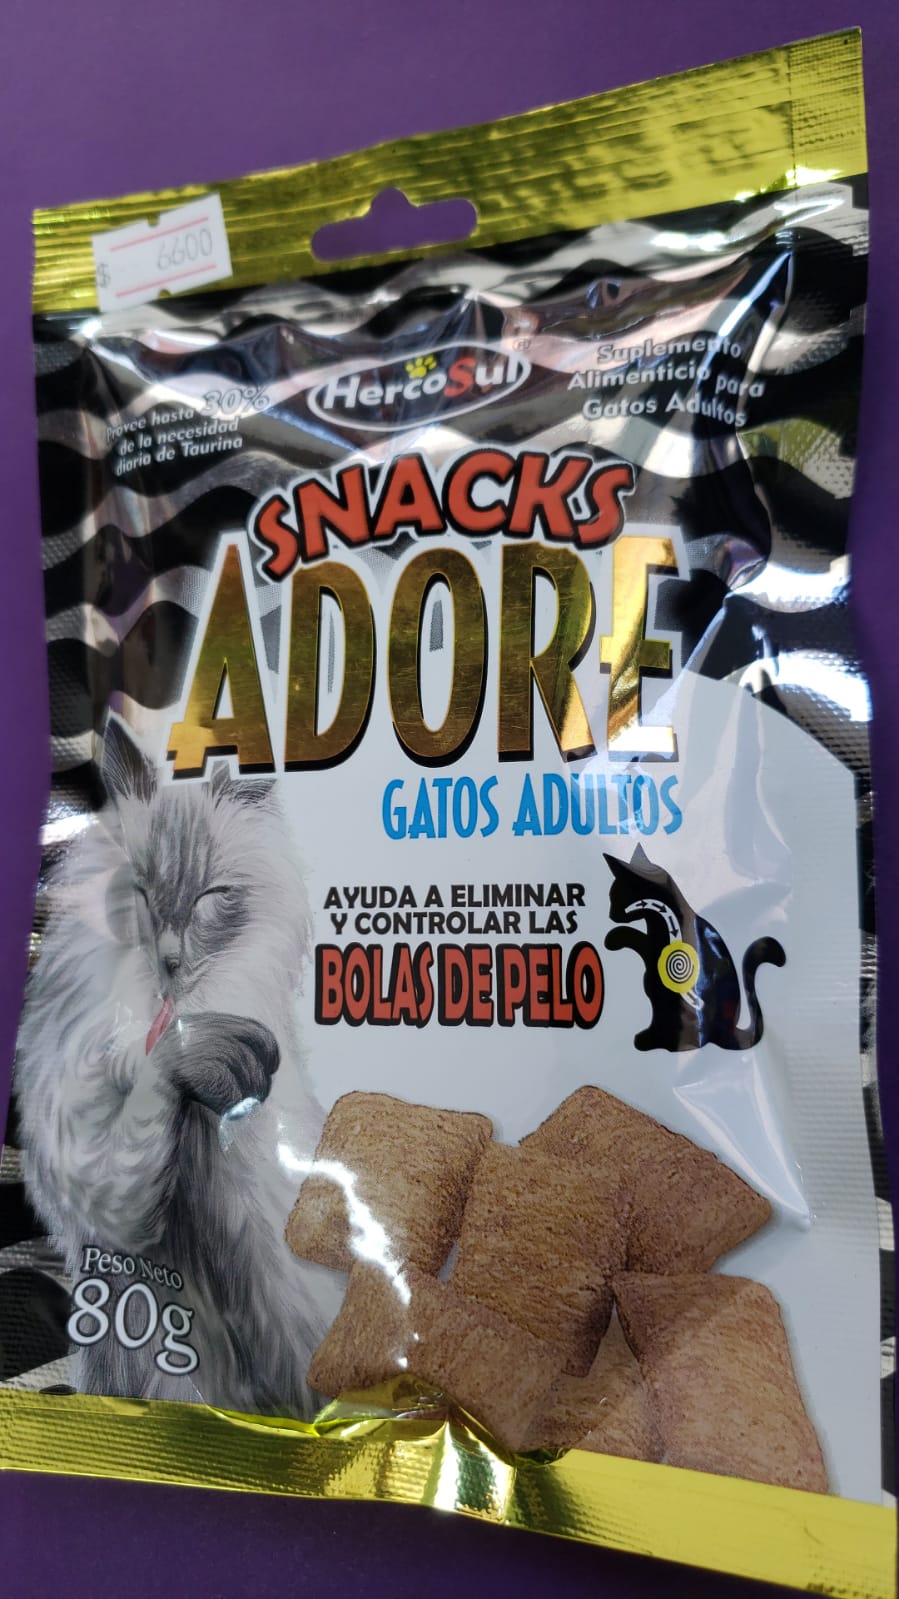 $ 6600
HercoSul
Provee hasta 30%
de la necesidad
diaria de Taurina
Suplemento
Alimenticio para
Gatos Adultos
SNACKS
ADORE
GATOS ADULTOS
AYUDA A ELIMINAR
Y CONTROLAR LAS
BOLAS DE PELO
Peso Neto
80g